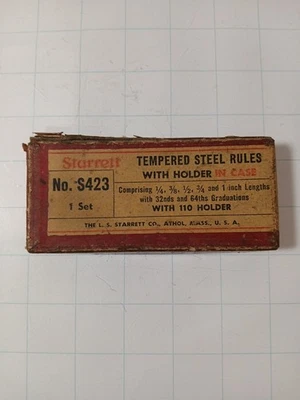 Starrett
No. S423
1 Set
TEMPERED STEEL RULES
WITH HOLDER IN CASE
Comprising ¼, ⅜, ½, ¾ and 1 inch Lengths
with 32nds and 64ths Graduations
WITH 110 HOLDER
THE L. S. STARRETT CO., ATHOL, MASS., U. S. A.